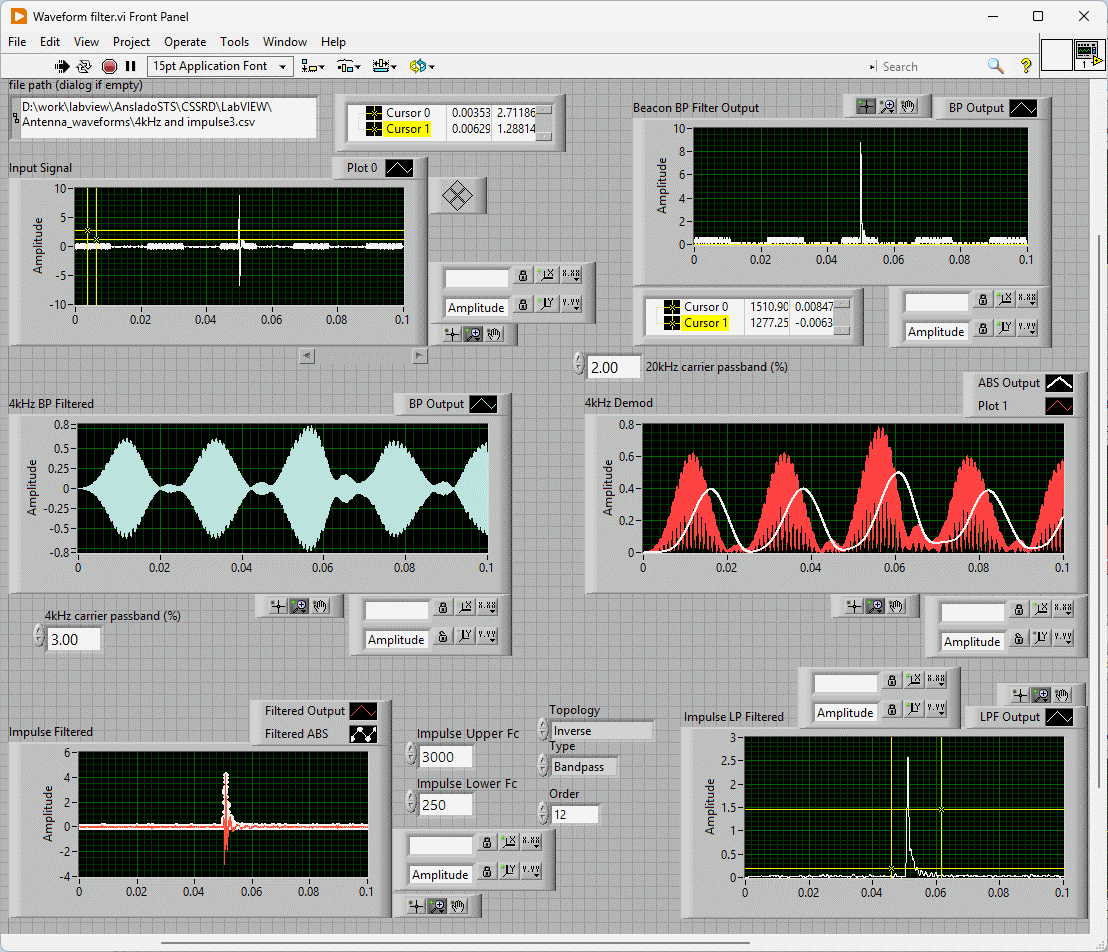 Waveform filter.vi Front Panel
File Edit View Project Operate Tools Window Help
15pt Application Font
Search
file path (dialog if empty)
D:\work\labview\AnsladoSTS\CSSRD\LabVIEW\
Antenna_waveforms\4kHz and impulse3.csv
Cursor 0 0.00353 2.71186
Cursor 1 0.00629 1.28814
Input Signal
Plot 0
Amplitude
10
5
0
-5
-10
0 0.02 0.04 0.06 0.08 0.1
Amplitude
Beacon BP Filter Output
BP Output
Amplitude
10
8
6
4
2
0
0 0.02 0.04 0.06 0.08 0.1
Cursor 0 1510.90 0.00847
Cursor 1 1277.25 -0.0063
Amplitude
2.00 20kHz carrier passband (%)
4kHz BP Filtered
BP Output
Amplitude
0.8
0.5
0.25
0
-0.25
-0.5
-0.8
0 0.02 0.04 0.06 0.08 0.1
Amplitude
4kHz carrier passband (%)
3.00
4kHz Demod
ABS Output
Plot 1
Amplitude
0.8
0.6
0.4
0.2
0
0 0.02 0.04 0.06 0.08 0.1
Amplitude
Impulse Filtered
Filtered Output
Filtered ABS
Amplitude
6
4
2
0
-2
-4
0 0.02 0.04 0.06 0.08 0.1
Impulse Upper Fc
3000
Impulse Lower Fc
250
Topology
Inverse
Type
Bandpass
Order
12
Amplitude
Amplitude
Impulse LP Filtered
LPF Output
Amplitude
3
2.5
2
1.5
1
0.5
0
0 0.02 0.04 0.06 0.08 0.1